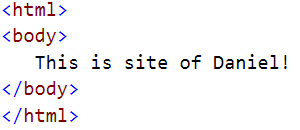 <html>
<body>
This is site of Daniel!
</body>
</html>